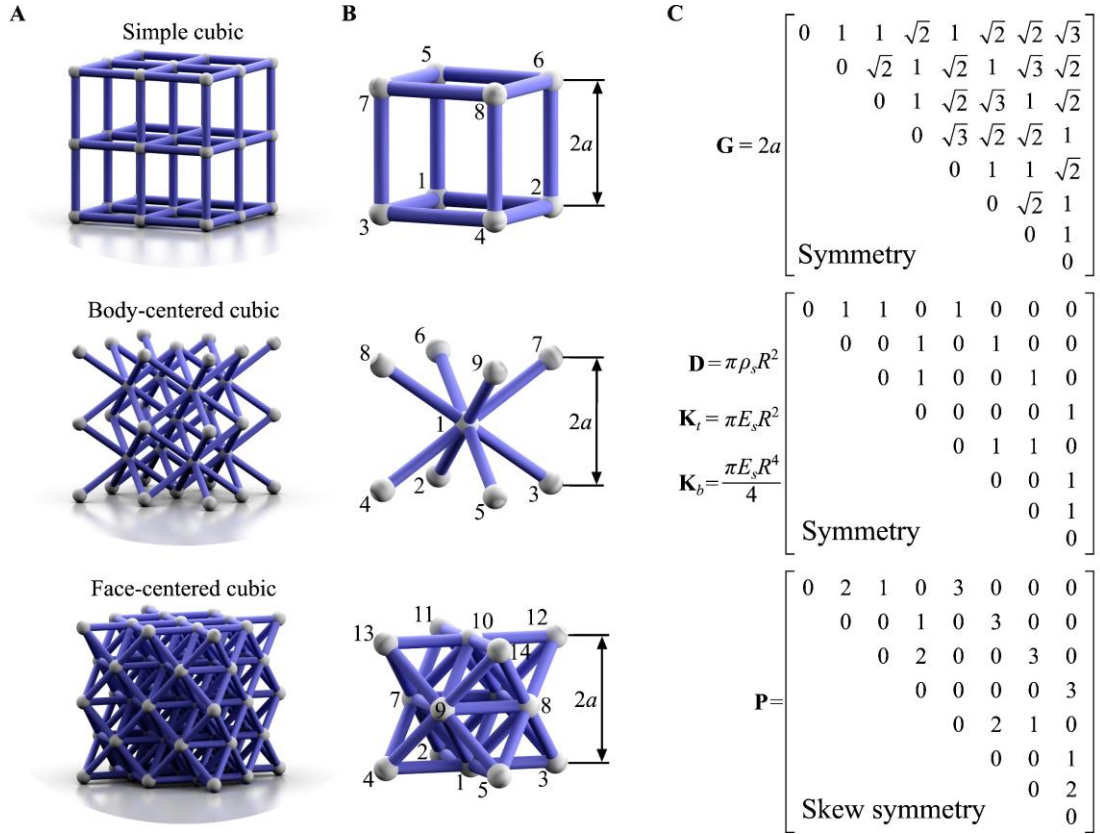 A
B
C
Simple cubic
5
6
7
8
1
2
3
4
2a
G = 2a
0 1 1 √2 1 √2 √2 √3
0 √2 1 √2 1 √3 √2
0 1 √2 √3 1 √2
0 √3 √2 √2 1
0 1 1 √2
0 √2 1
0 1
0
Symmetry
Body-centered cubic
6
7
8
9
1
2
3
4
5
2a
D = πρₛR²
Kₜ = πEₛR²
K_b = πEₛR⁴/4
0 1 1 0 1 0 0 0
0 0 1 0 1 0 0
0 1 0 0 1 0
0 0 0 0 1
0 1 1 0
0 0 1
0 1
0
Symmetry
Face-centered cubic
11
10
12
13
14
7
9
8
2
4
1
5
3
2a
P =
0 2 1 0 3 0 0 0
0 0 1 0 3 0 0
0 2 0 0 3 0
0 0 0 0 3
0 2 1 0
0 0 1
0 2
0
Skew symmetry